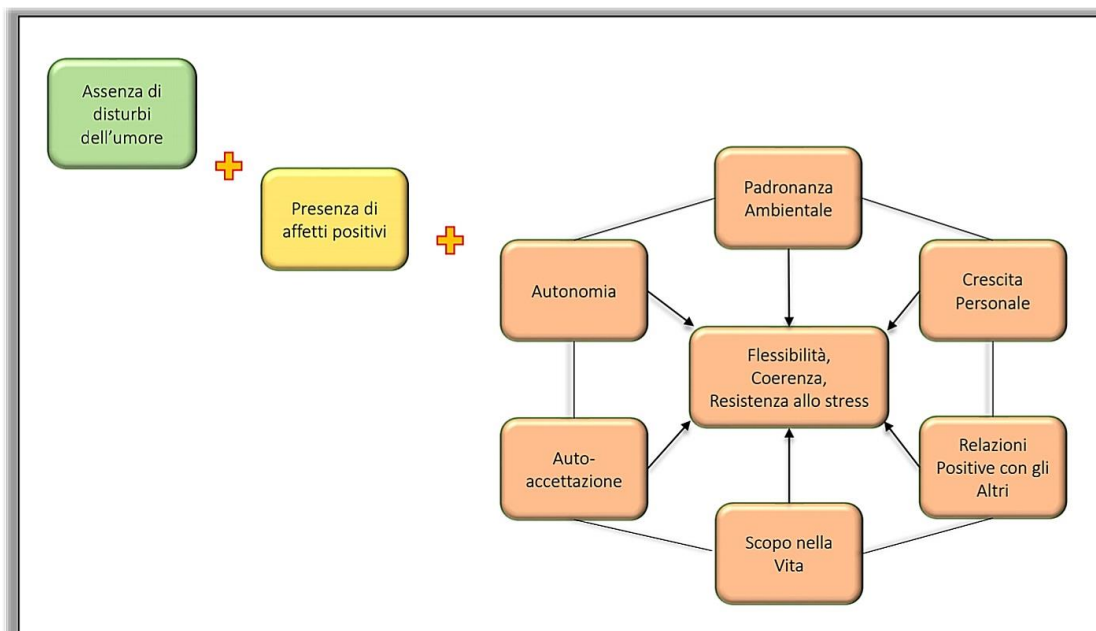 Assenza di
disturbi
dell'umore
Presenza di
affetti positivi
Padronanza
Ambientale
Autonomia
Crescita
Personale
Flessibilità,
Coerenza,
Resistenza allo stress
Auto-
accettazione
Relazioni
Positive con gli
Altri
Scopo nella
Vita